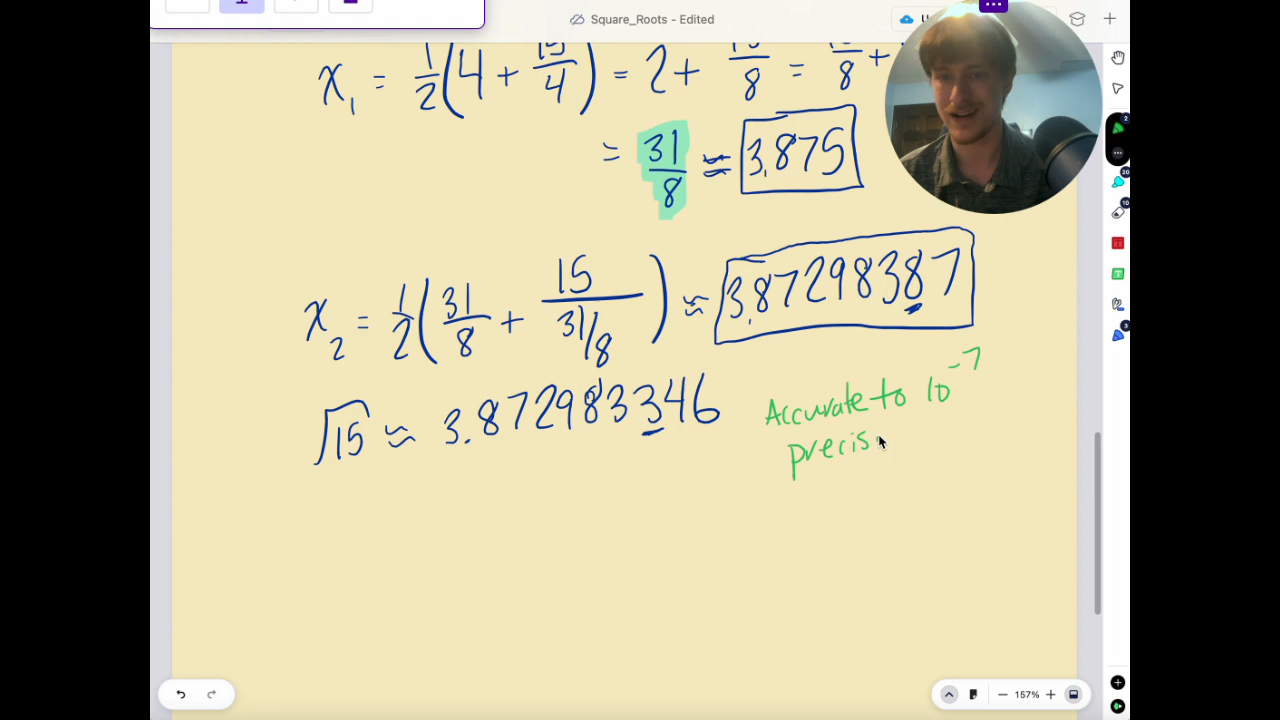 Square_Roots - Edited
x₁ = 1/2(4 + 15/4) = 2 + 15/8 =
= 31/8 ≈ 3.875
x₂ = 1/2(31/8 + 15/31/8) ≈ 3.87298387
√15 ≈ 3.872983346
Accurate to 10⁻⁷
precis
157%